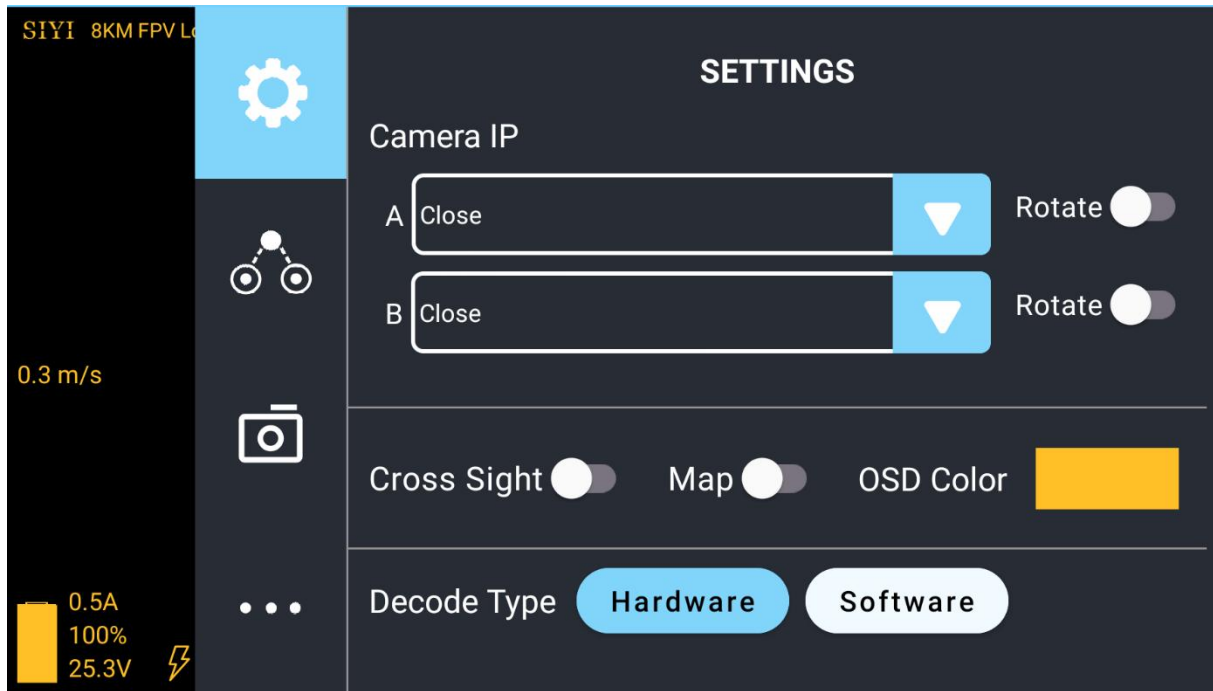 SIYI 8KM FPV
SETTINGS
Camera IP
A Close Rotate
B Close Rotate
0.3 m/s
Cross Sight Map OSD Color
Decode Type Hardware Software
0.5A
100%
25.3V